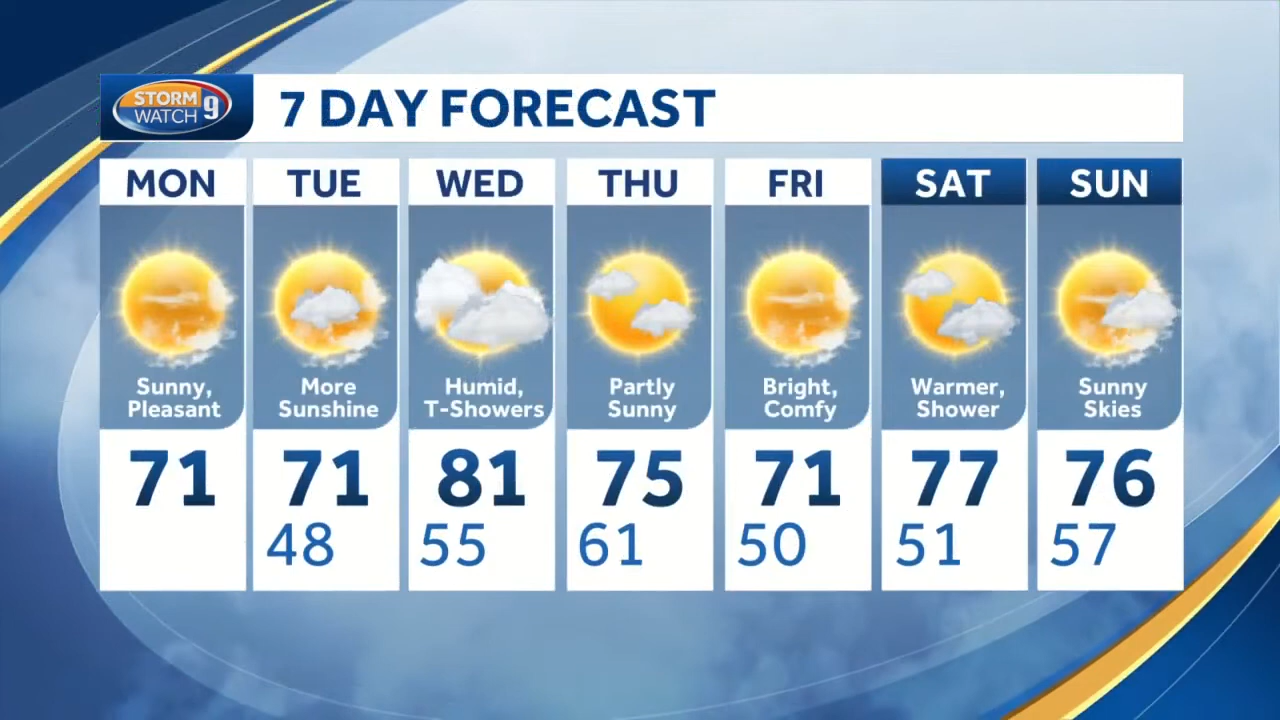 STORM
WATCH 9
7 DAY FORECAST
MON
Sunny,
Pleasant
71
TUE
More
Sunshine
71
48
WED
Humid,
T-Showers
81
55
THU
Partly
Sunny
75
61
FRI
Bright,
Comfy
71
50
SAT
Warmer,
Shower
77
51
SUN
Sunny
Skies
76
57